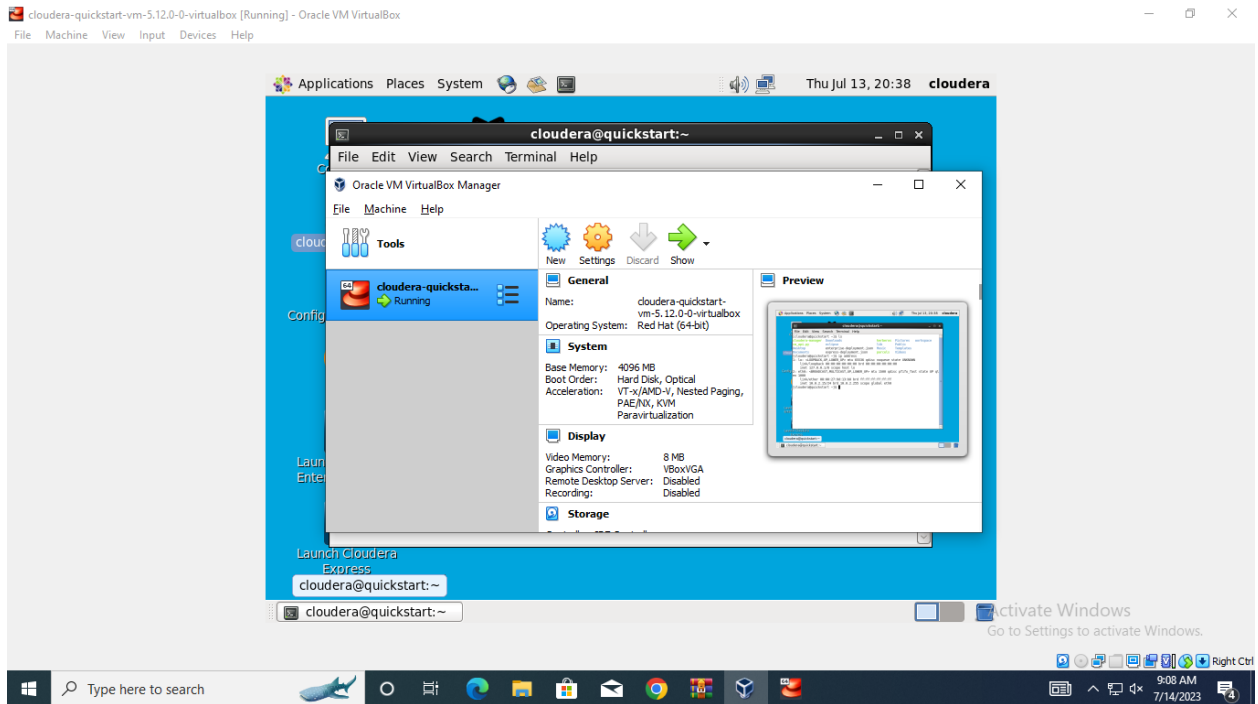 cloudera-quickstart-vm-5.12.0-0-virtualbox [Running] - Oracle VM VirtualBox
File Machine View Input Devices Help
Applications Places System
Thu Jul 13, 20:38 cloudera
cloudera@quickstart:~
File Edit View Search Terminal Help
Oracle VM VirtualBox Manager
File Machine Help
Tools
New Settings Discard Show
64
cloudera-quicksta...
Running
General
Name: cloudera-quickstart-
vm-5.12.0-0-virtualbox
Operating System: Red Hat (64-bit)
System
Base Memory: 4096 MB
Boot Order: Hard Disk, Optical
Acceleration: VT-x/AMD-V, Nested Paging,
PAE/NX, KVM
Paravirtualization
Display
Video Memory: 8 MB
Graphics Controller: VBoxVGA
Remote Desktop Server: Disabled
Recording: Disabled
Storage
Preview
clou
Config
Laun
Ente
Launch Cloudera
Express
cloudera@quickstart:~
cloudera@quickstart:~
Activate Windows
Go to Settings to activate Windows.
Right Ctrl
Type here to search
9:08 AM
7/14/2023
4